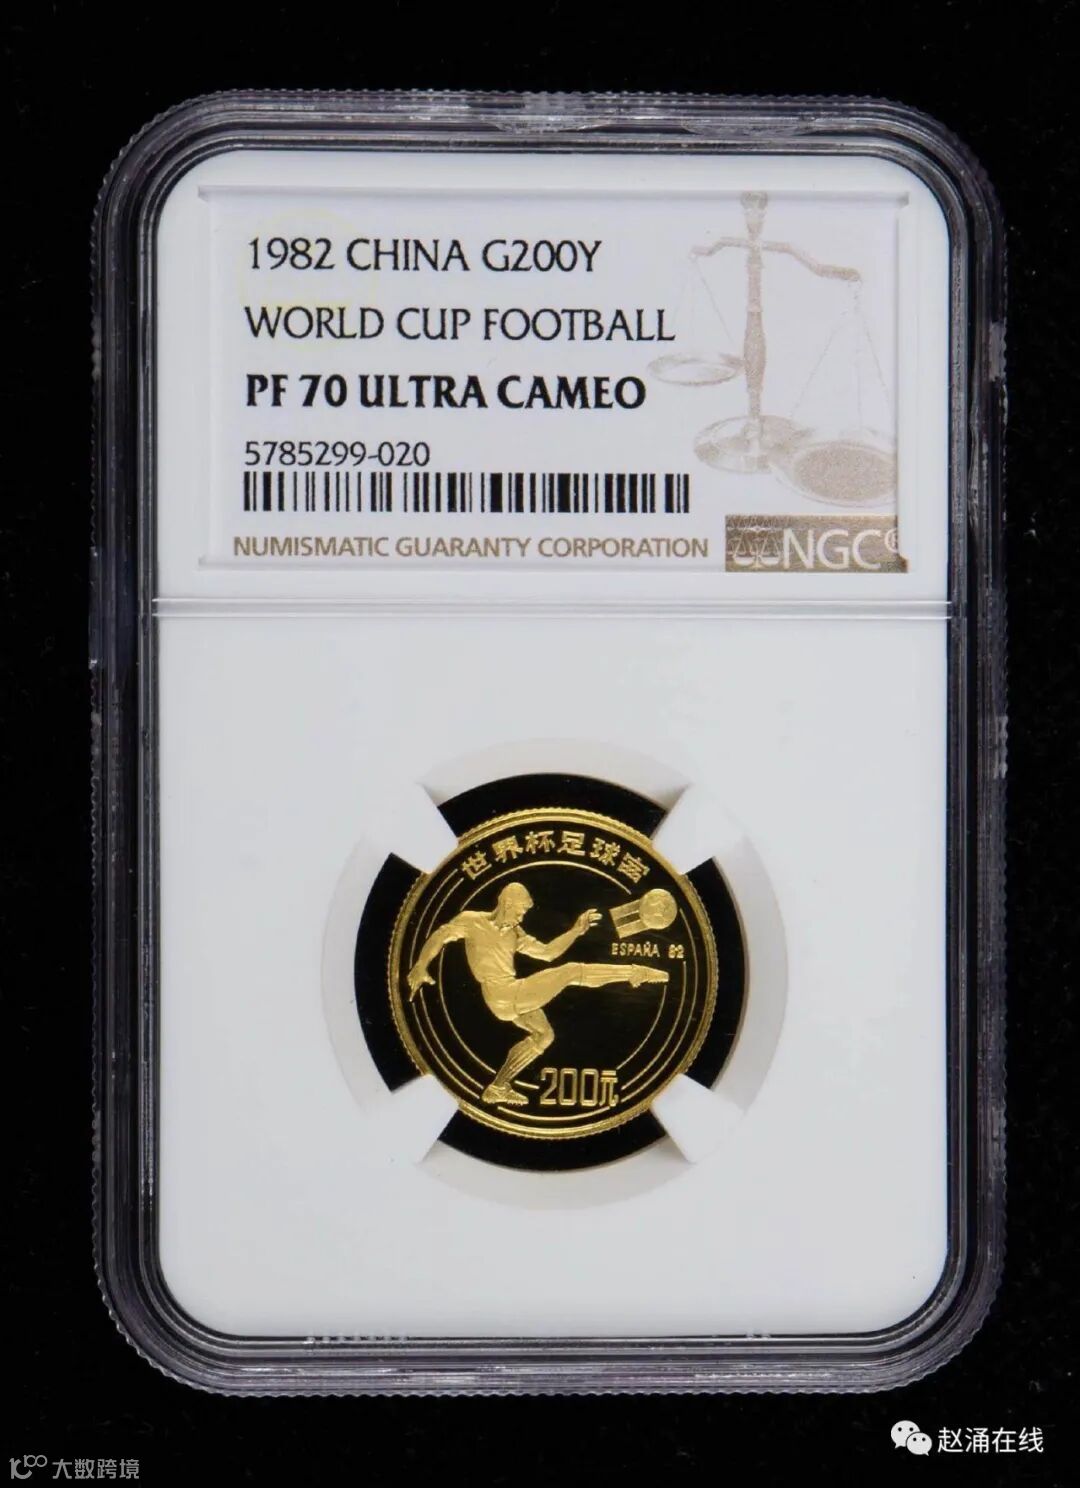 1982 CHINA G200Y
WORLD CUP FOOTBALL
PF 70 ULTRA CAMEO
5785299-020
NUMISMATIC GUARANTY CORPORATION
NGC®
世界杯足球赛
ESPAÑA 82
200元
赵涌在线
大数跨境